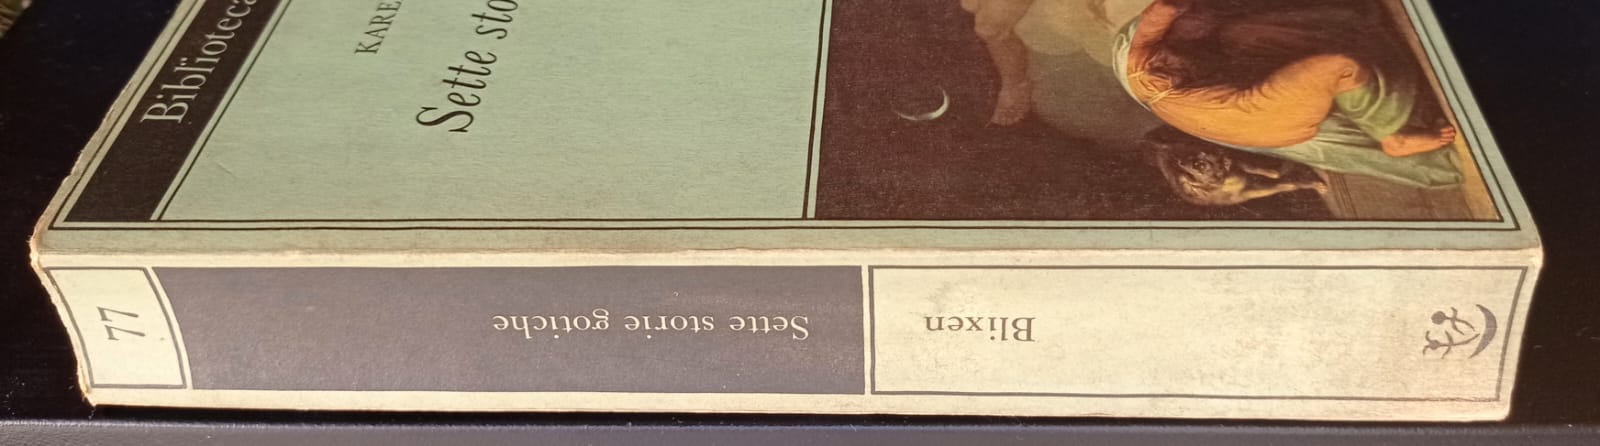 Biblioteca
KARE
Sette sto
77
Sette storie gotiche
Blixen